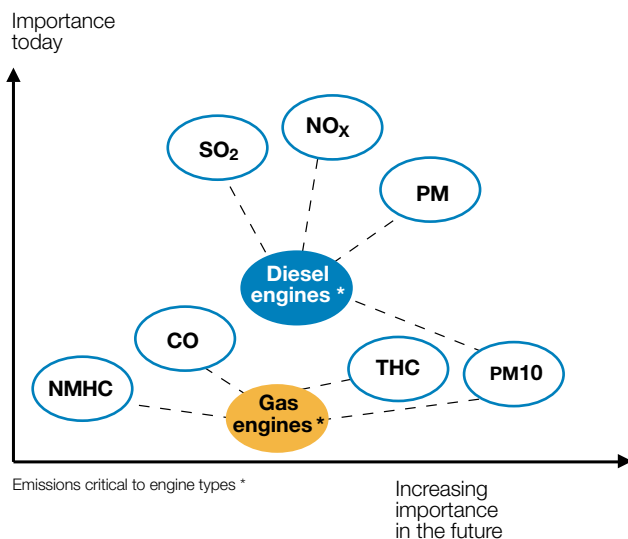 Importance
today
NOX
SO2
PM
Diesel
engines *
CO
THC
PM10
NMHC
Gas
engines *
Emissions critical to engine types *
Increasing
importance
in the future